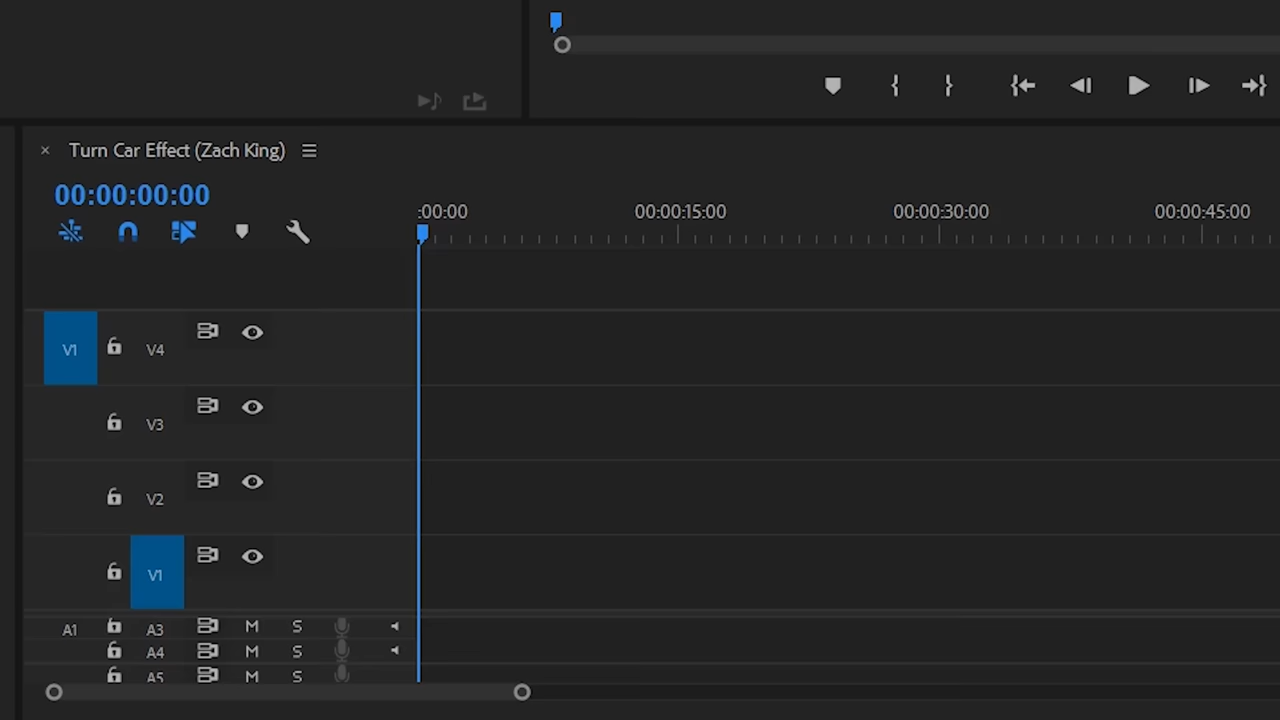 Turn Car Effect (Zach King)
00:00:00:00
:00:00 00:00:15:00 00:00:30:00 00:00:45:00
V1 V4
V3
V2
V1
A1 A3 M S
A4 M S
A5 M S